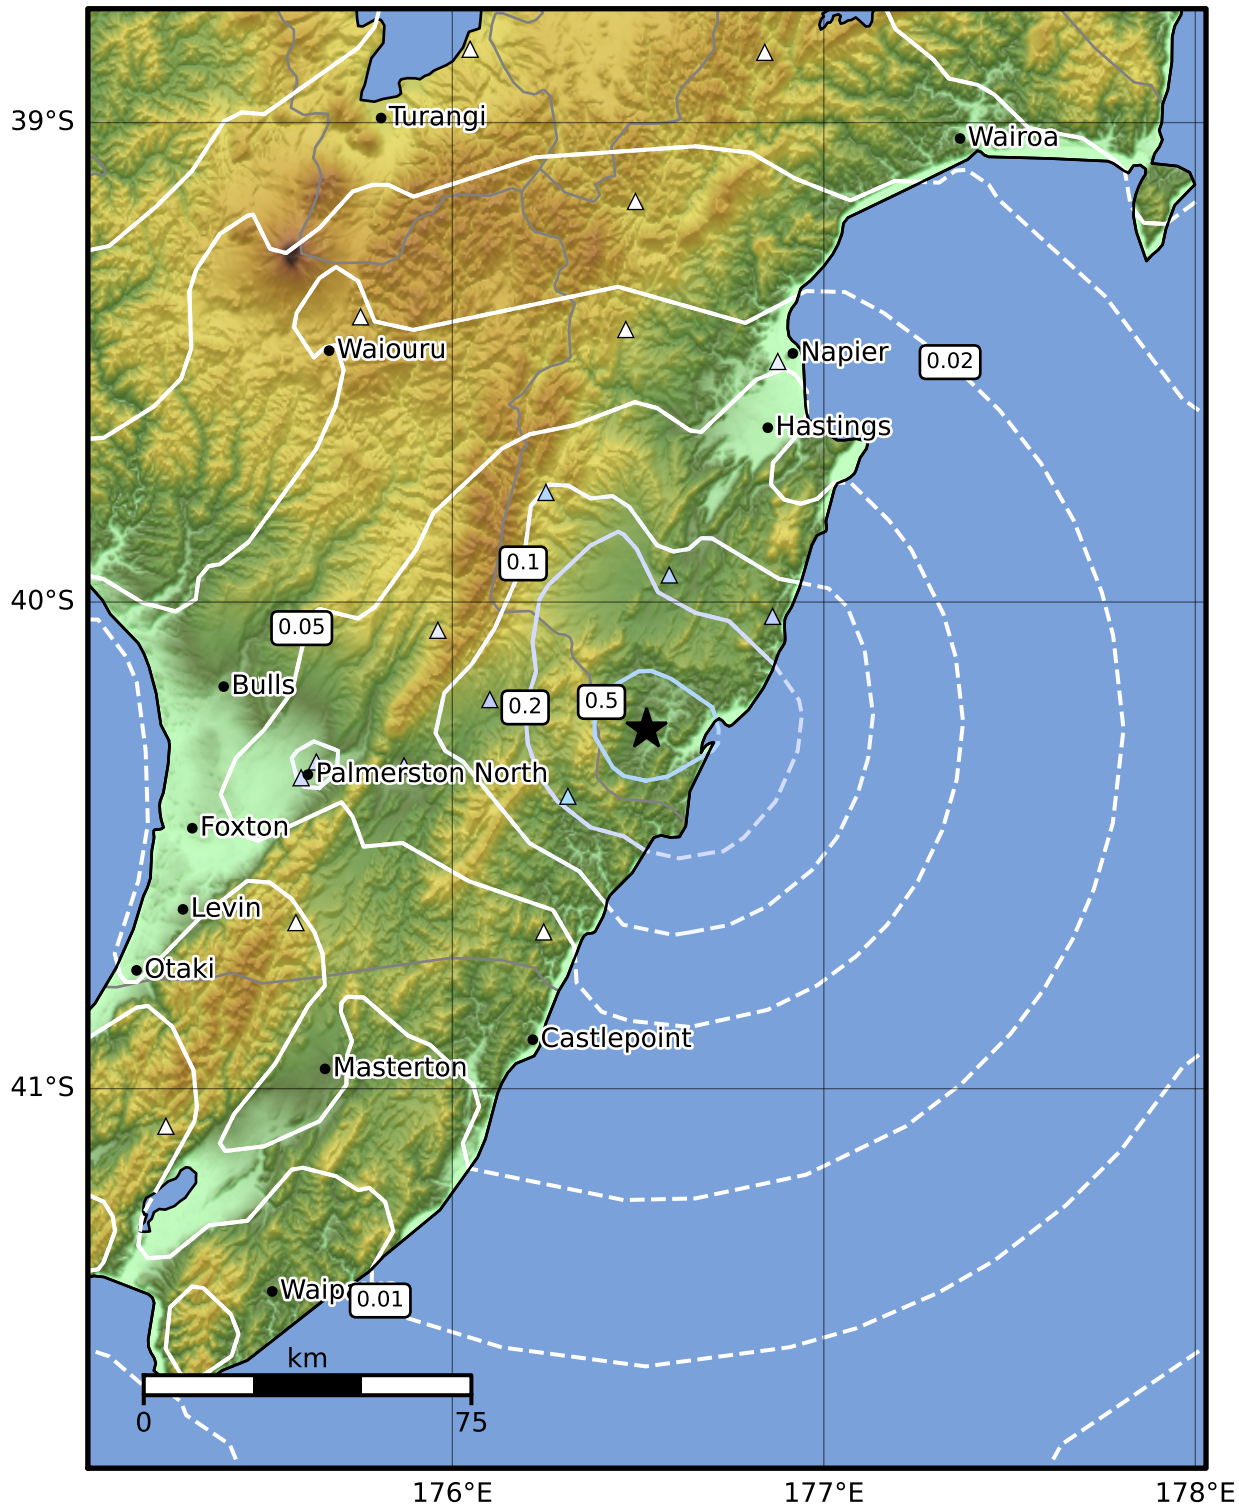 39°S
Turangi
Wairoa
Waiouru
Napier
0.02
Hastings
0.1
40°S
0.05
Bulls
0.2
0.5
Palmerston North
Foxton
Levin
Otaki
Castlepoint
Masterton
41°S
0.01
km
0
75
176°E
177°E
178°E